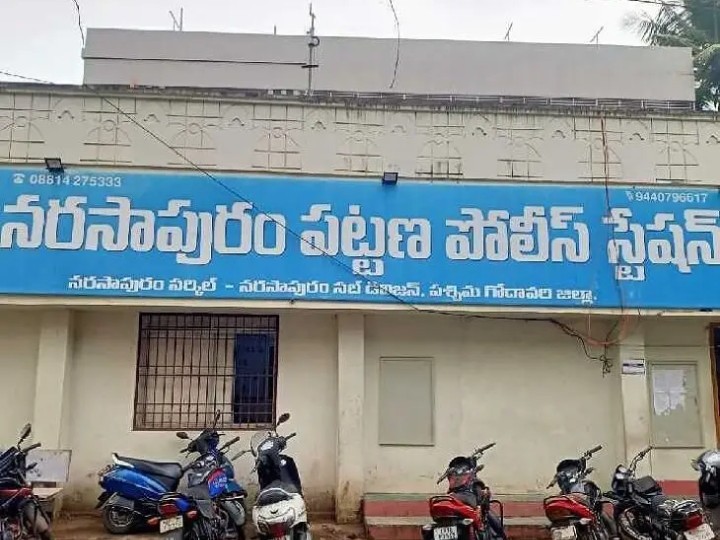 ☎ 08814 275333
✆ 9440796617
నరసాపురం పట్టణ పోలీస్ స్టేషన్
నరసాపురం సర్కిల్ - నరసాపురం సబ్ డివిజన్, పశ్చిమ గోదావరి జిల్లా.